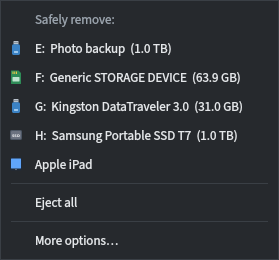 Safely remove:
E: Photo backup (1.0 TB)
F: Generic STORAGE DEVICE (63.9 GB)
G: Kingston DataTraveler 3.0 (31.0 GB)
H: Samsung Portable SSD T7 (1.0 TB)
Apple iPad
Eject all
More options...